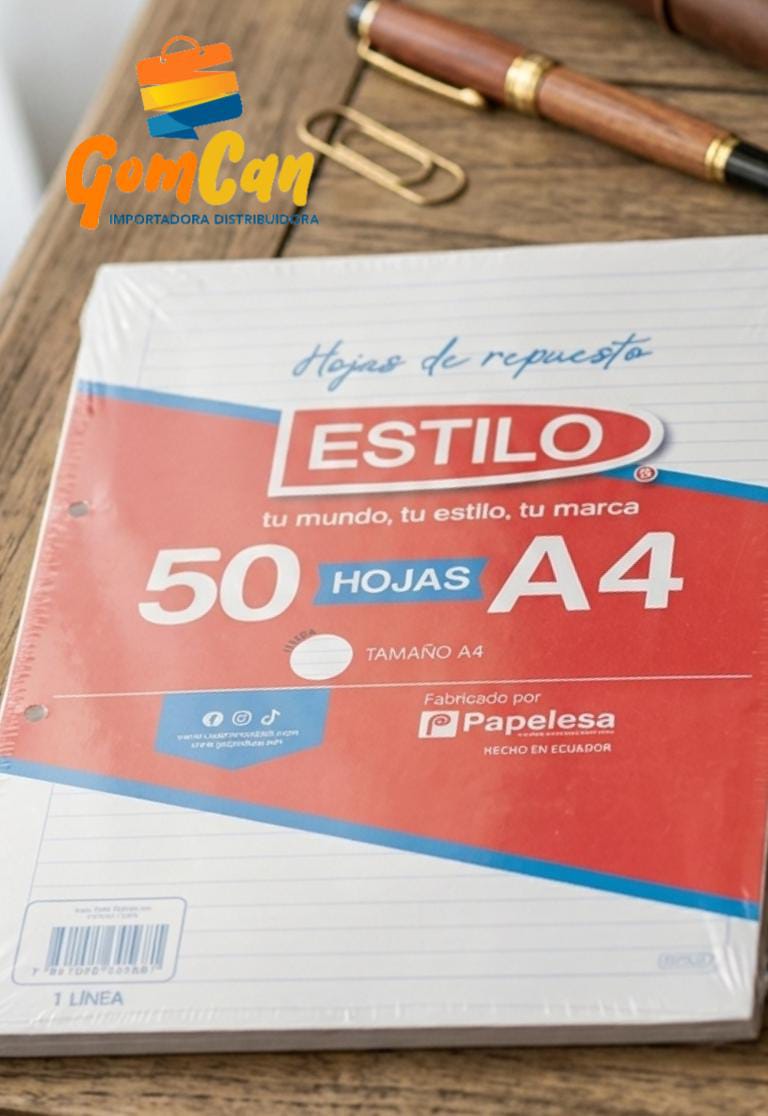 GomCan
IMPORTADORA DISTRIBUIDORA
Hojas de repuesto
ESTILO
tu mundo, tu estilo, tu marca
50 HOJAS A4
TAMAÑO A4
Fabricado por
Papelesa
HECHO EN ECUADOR
1 LÍNEA